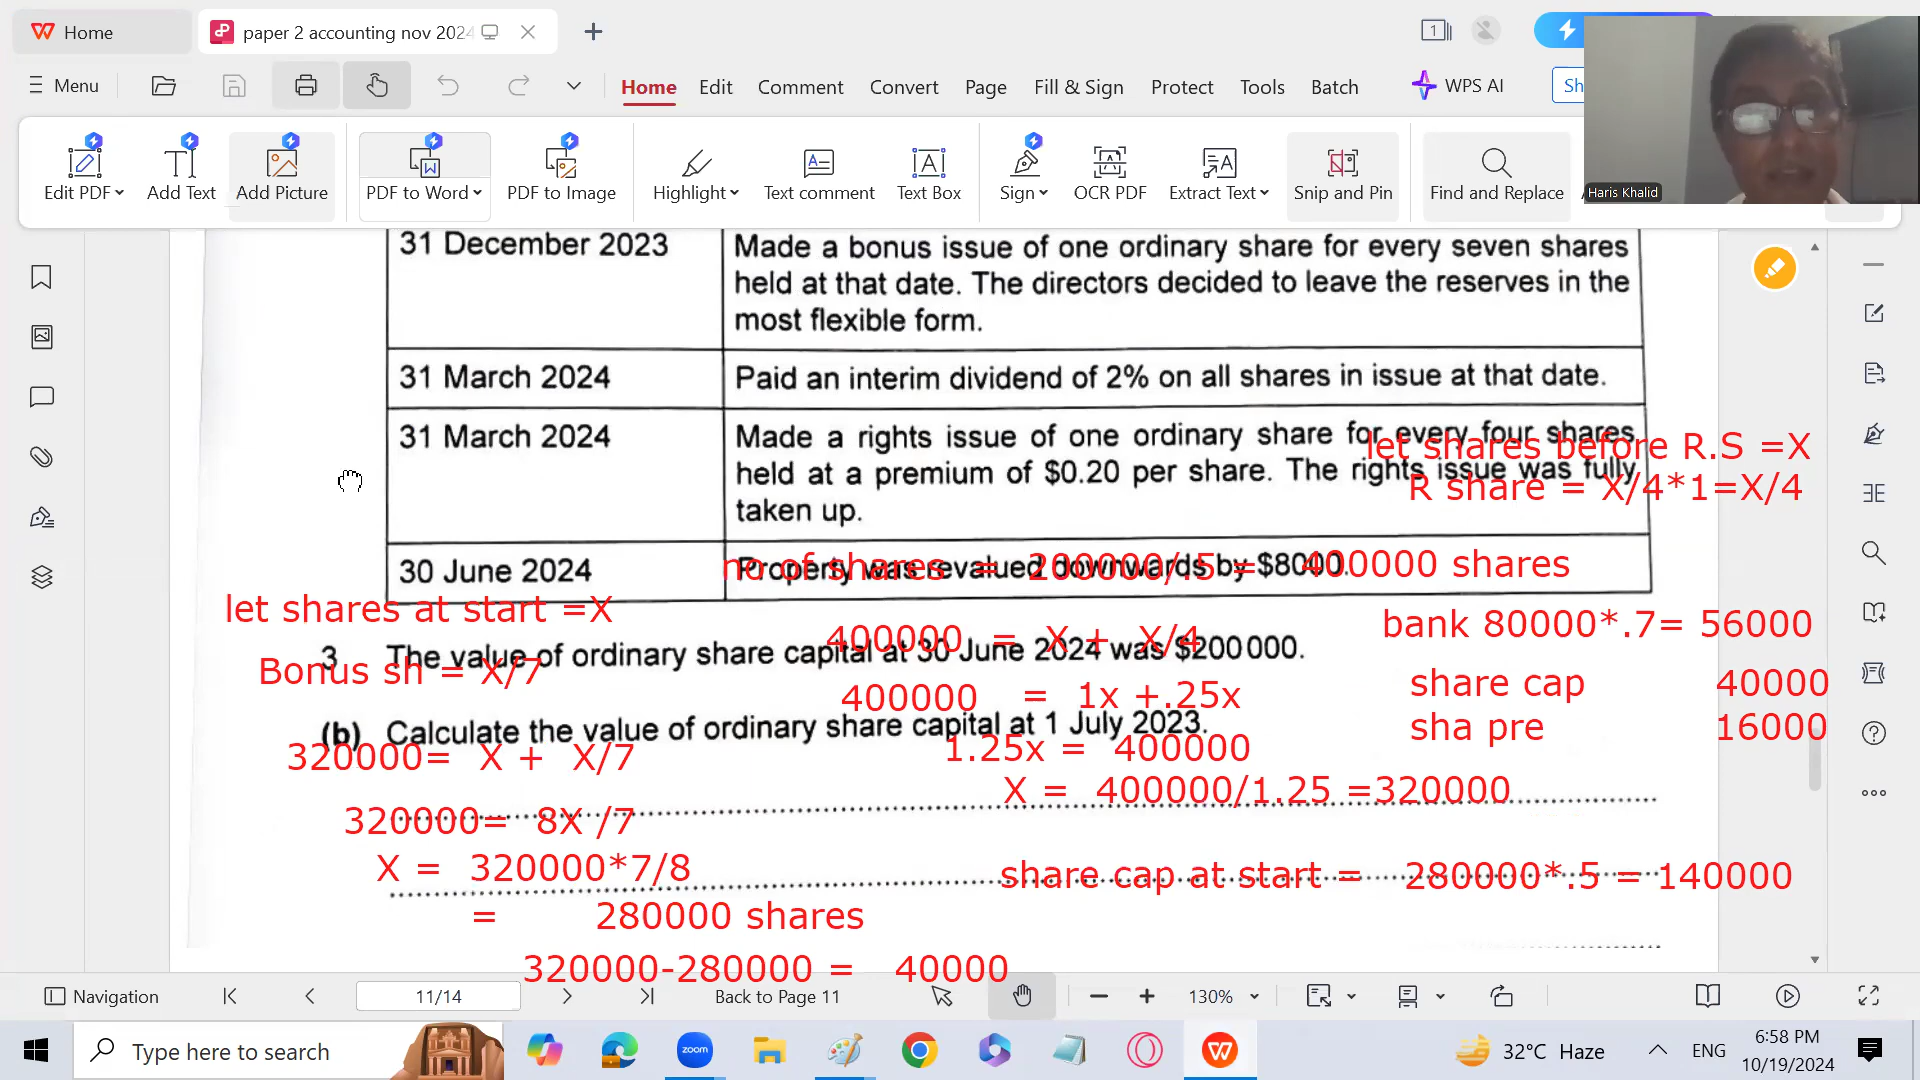 Home
paper 2 accounting nov 2024
1
Menu
Home Edit Comment Convert Page Fill & Sign Protect Tools Batch WPS AI Sh
Edit PDF Add Text Add Picture PDF to Word PDF to Image Highlight Text comment Text Box Sign OCR PDF Extract Text Snip and Pin Find and Replace
Haris Khalid
31 December 2023
Made a bonus issue of one ordinary share for every seven shares
held at that date. The directors decided to leave the reserves in the
most flexible form.
31 March 2024
Paid an interim dividend of 2% on all shares in issue at that date.
31 March 2024
Made a rights issue of one ordinary share for every four shares
held at a premium of $0.20 per share. The rights issue was fully
taken up.
let shares before R.S =X
R share = X/4*1=X/4
30 June 2024
Property was revalued downwards by $8000.
no of shares = 200000/.5 = 400000 shares
let shares at start =X
bank 80000*.7= 56000
400000 = X + X/4
3 The value of ordinary share capital at 30 June 2024 was $200 000.
Bonus sh = X/7
share cap 40000
400000 = 1x +.25x
sha pre 16000
(b) Calculate the value of ordinary share capital at 1 July 2023.
320000= X + X/7
1.25x = 400000
X = 400000/1.25 =320000
320000= 8X /7
X = 320000*7/8
share cap at start = 280000*.5 = 140000
= 280000 shares
320000-280000 = 40000
Navigation
11/14
Back to Page 11
130%
Type here to search
zoom
32°C Haze
ENG
6:58 PM
10/19/2024